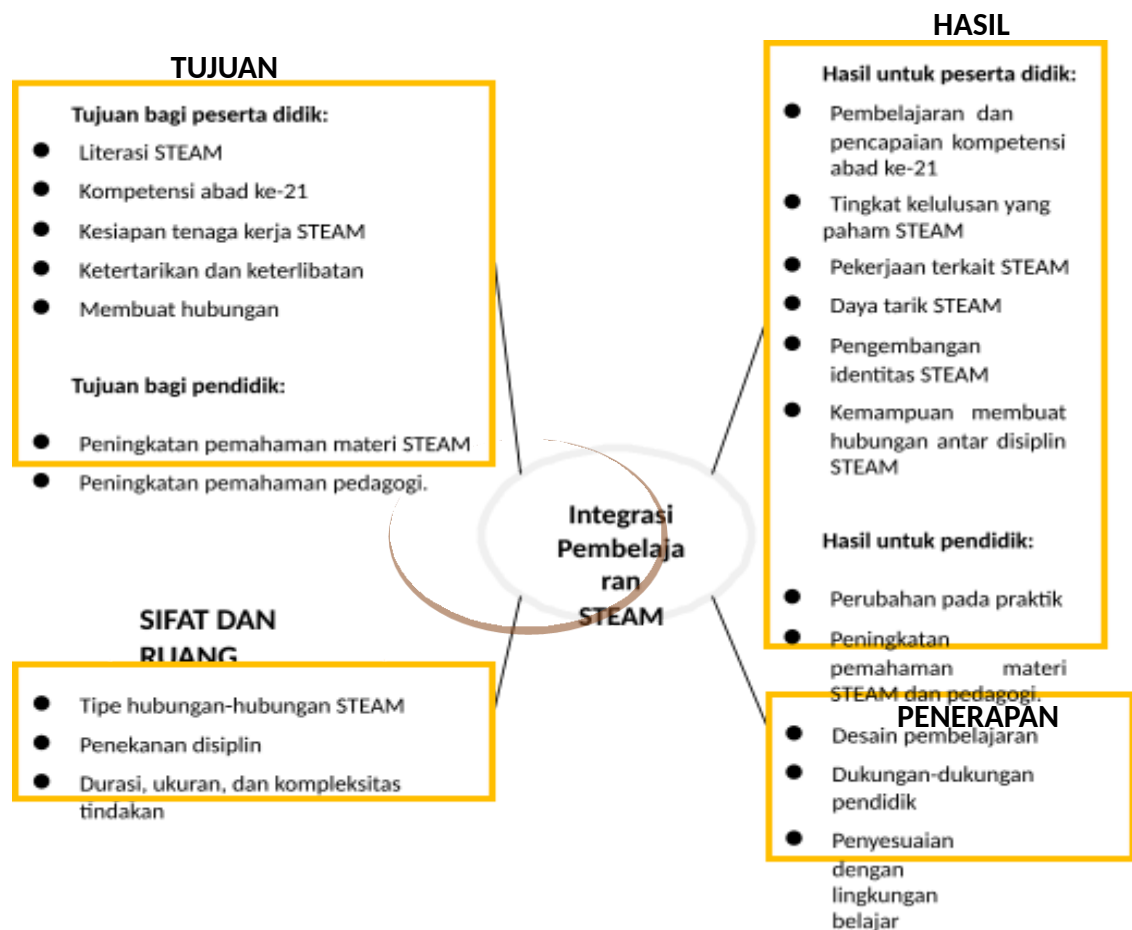 TUJUAN
Tujuan bagi peserta didik:
● Literasi STEAM
● Kompetensi abad ke-21
● Kesiapan tenaga kerja STEAM
● Ketertarikan dan keterlibatan
● Membuat hubungan
Tujuan bagi pendidik:
● Peningkatan pemahaman materi STEAM
● Peningkatan pemahaman pedagogi.
HASIL
Hasil untuk peserta didik:
● Pembelajaran dan
pencapaian kompetensi
abad ke-21
● Tingkat kelulusan yang
paham STEAM
● Pekerjaan terkait STEAM
● Daya tarik STEAM
● Pengembangan
identitas STEAM
● Kemampuan membuat
hubungan antar disiplin
STEAM
Hasil untuk pendidik:
● Perubahan pada praktik
● Peningkatan
pemahaman materi
STEAM dan pedagogi.
Integrasi
Pembelaja
ran
STEAM
SIFAT DAN
RUANG
● Tipe hubungan-hubungan STEAM
● Penekanan disiplin
● Durasi, ukuran, dan kompleksitas
tindakan
PENERAPAN
● Desain pembelajaran
● Dukungan-dukungan
pendidik
● Penyesuaian
dengan
lingkungan
belajar